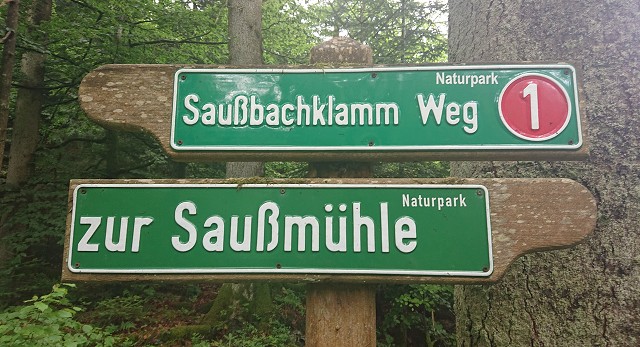 Naturpark
Saußbachklamm Weg 1
Naturpark
zur Saußmühle